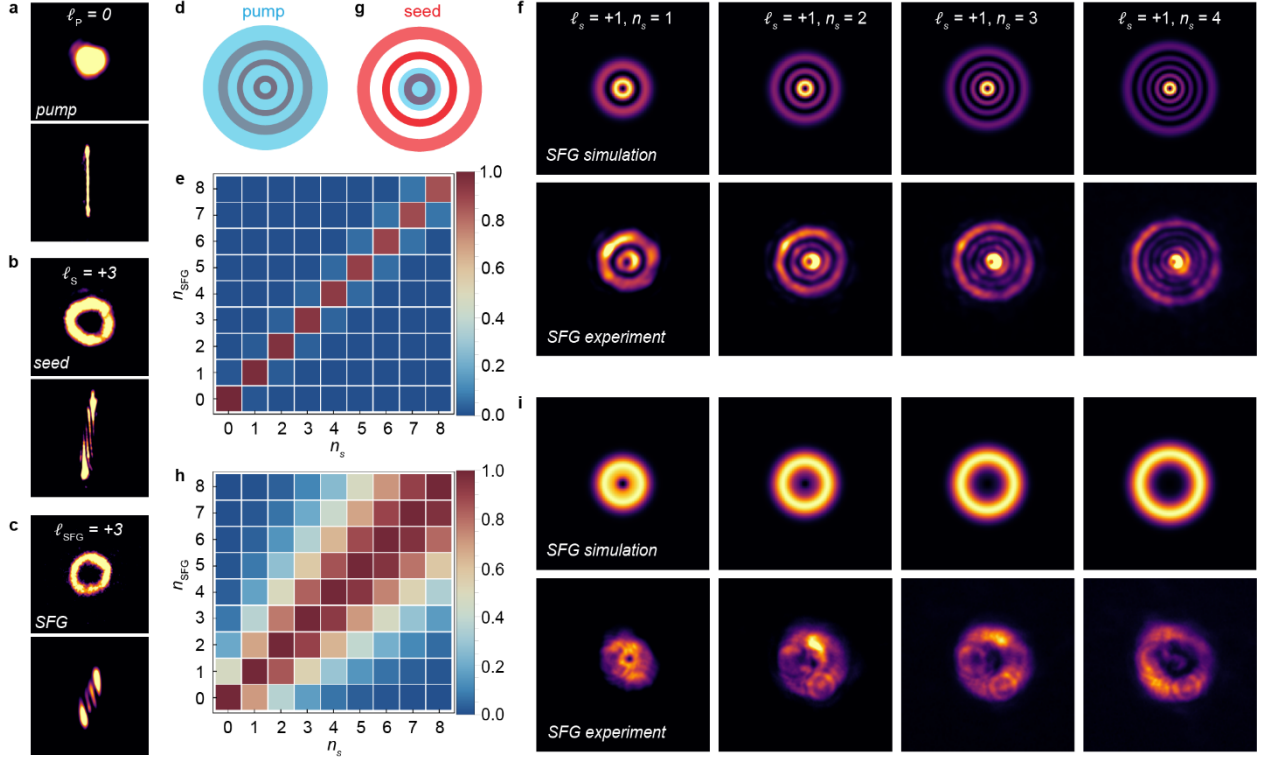 a
ℓP = 0
pump
b
ℓS = +3
seed
c
ℓSFG = +3
SFG
d
pump
g
seed
e
1.0
0.8
0.6
0.4
0.2
0.0
8
7
6
5
4
3
2
1
0
nSFG
0 1 2 3 4 5 6 7 8
ns
h
1.0
0.8
0.6
0.4
0.2
0.0
8
7
6
5
4
3
2
1
0
nSFG
0 1 2 3 4 5 6 7 8
ns
f
ℓs = +1, ns = 1
ℓs = +1, ns = 2
ℓs = +1, ns = 3
ℓs = +1, ns = 4
SFG simulation
SFG experiment
i
SFG simulation
SFG experiment